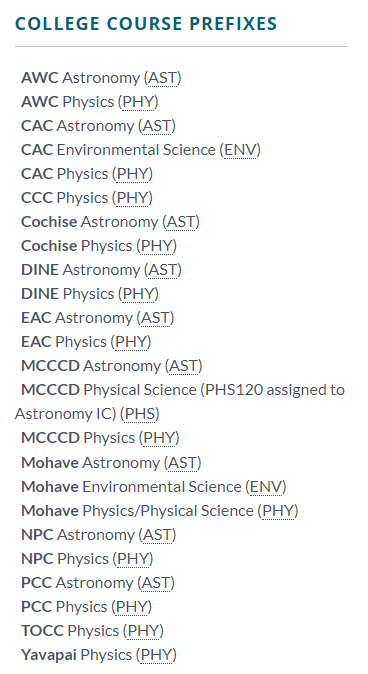 COLLEGE COURSE PREFIXES
AWC Astronomy (AST)
AWC Physics (PHY)
CAC Astronomy (AST)
CAC Environmental Science (ENV)
CAC Physics (PHY)
CCC Physics (PHY)
Cochise Astronomy (AST)
Cochise Physics (PHY)
DINE Astronomy (AST)
DINE Physics (PHY)
EAC Astronomy (AST)
EAC Physics (PHY)
MCCCD Astronomy (AST)
MCCCD Physical Science (PHS120 assigned to
Astronomy IC) (PHS)
MCCCD Physics (PHY)
Mohave Astronomy (AST)
Mohave Environmental Science (ENV)
Mohave Physics/Physical Science (PHY)
NPC Astronomy (AST)
NPC Physics (PHY)
PCC Astronomy (AST)
PCC Physics (PHY)
TOCC Physics (PHY)
Yavapai Physics (PHY)